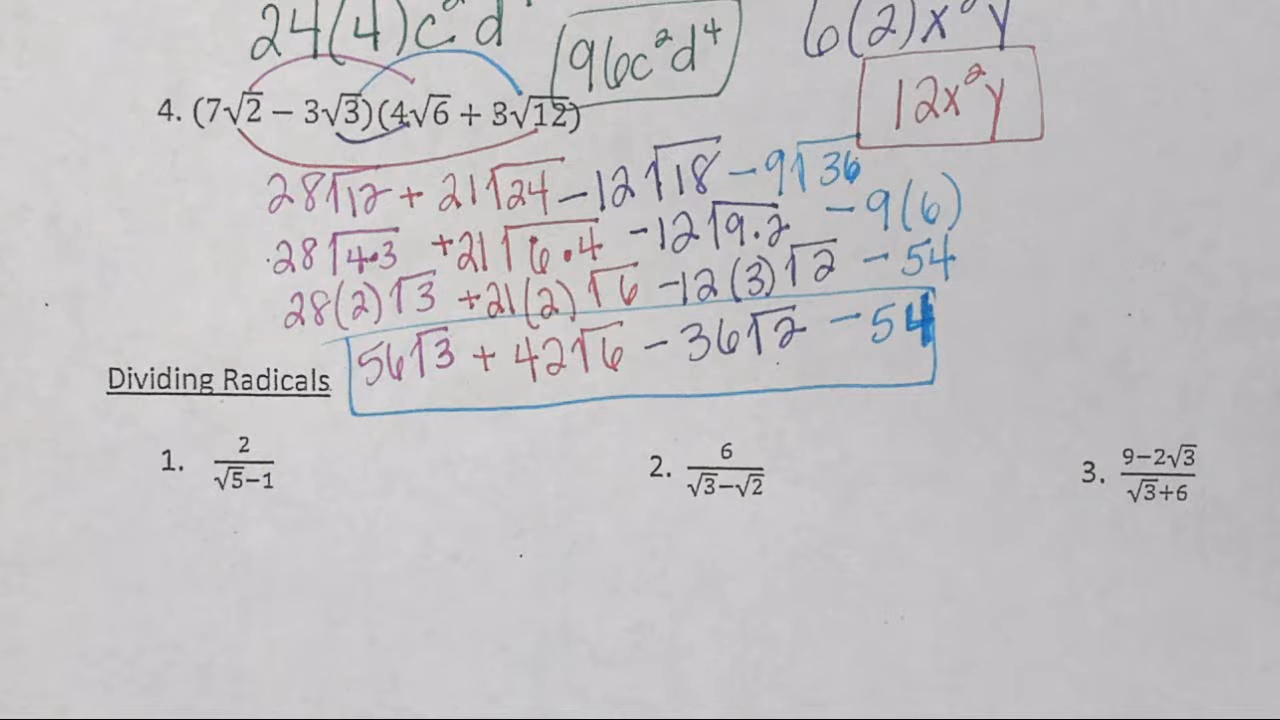 24(4)c²d
96c²d⁴
6(2)x²y
12x²y
4. (7√2 − 3√3)(4√6 + 3√12)
28√12 + 21√24 − 12√18 − 9√36
28√4·3 + 21√6·4 − 12√9·2 − 9(6)
28(2)√3 + 21(2)√6 − 12(3)√2 − 54
56√3 + 42√6 − 36√2 − 54
Dividing Radicals
1. 2/(√5−1) 2. 6/(√3−√2) 3. (9−2√3)/(√3+6)